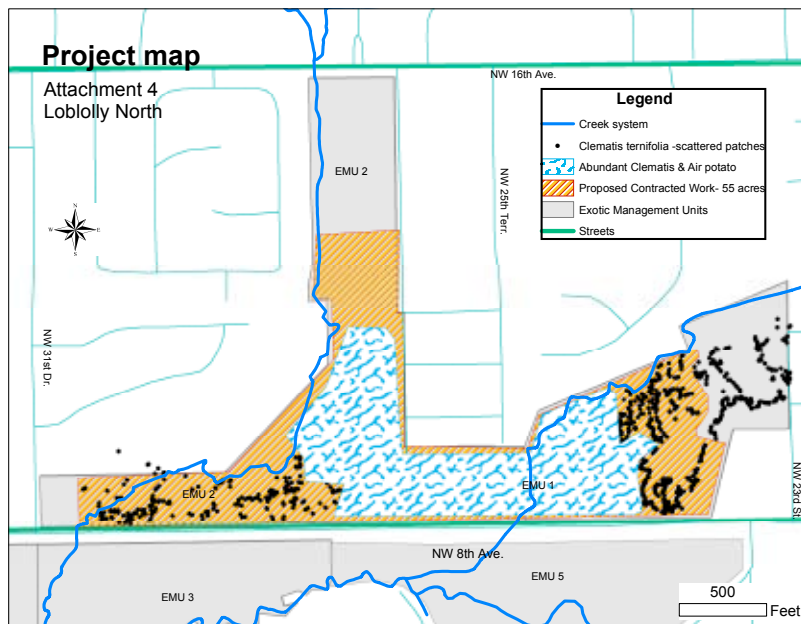 Project map
Attachment 4
Loblolly North
NW 16th Ave.
Legend
Creek system
Clematis ternifolia -scattered patches
Abundant Clematis & Air potato
Proposed Contracted Work- 55 acres
Exotic Management Units
Streets
EMU 2
NW 25th Terr.
N
W
E
S
NW 31st Dr.
EMU 2
EMU 1
NW 23rd St.
NW 8th Ave.
EMU 3
EMU 5
500
Feet